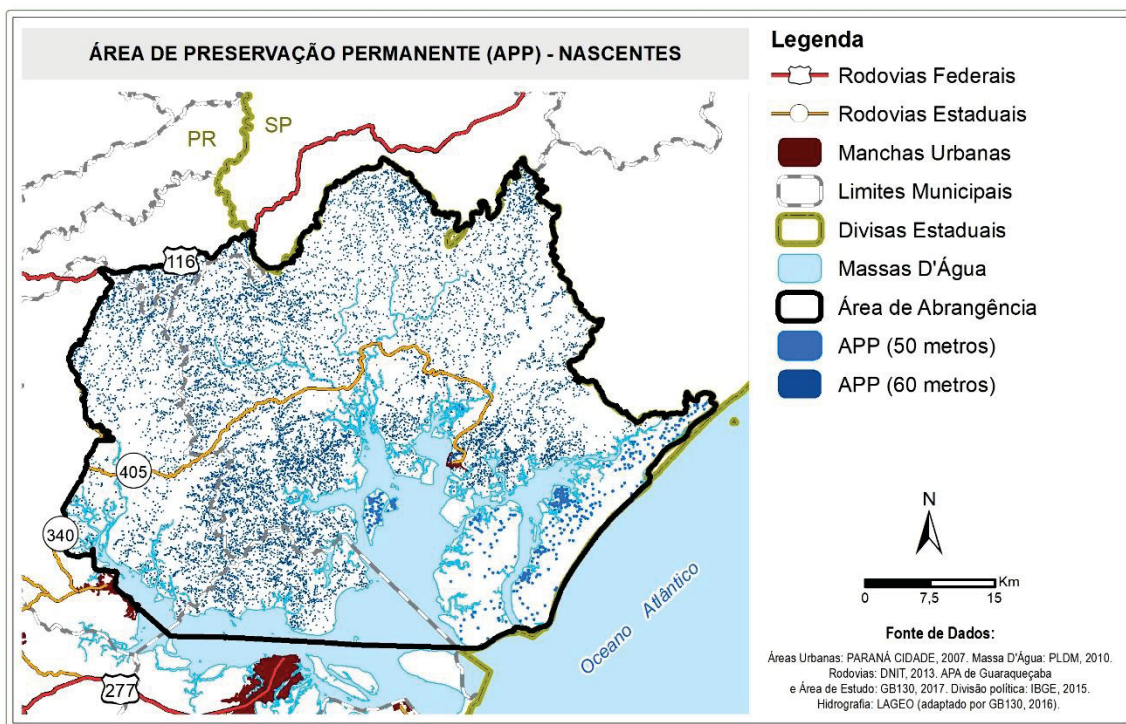 ÁREA DE PRESERVAÇÃO PERMANENTE (APP) - NASCENTES
PR
SP
116
405
340
277
Oceano Atlântico
Legenda
Rodovias Federais
Rodovias Estaduais
Manchas Urbanas
Limites Municipais
Divisas Estaduais
Massas D'Água
Área de Abrangência
APP (50 metros)
APP (60 metros)
N
Km
0 7,5 15
Fonte de Dados:
Áreas Urbanas: PARANÁ CIDADE, 2007. Massa D'Água: PLDM, 2010.
Rodovias: DNIT, 2013. APA de Guaraqueçaba
e Área de Estudo: GB130, 2017. Divisão política: IBGE, 2015.
Hidrografia: LAGEO (adaptado por GB130, 2016).